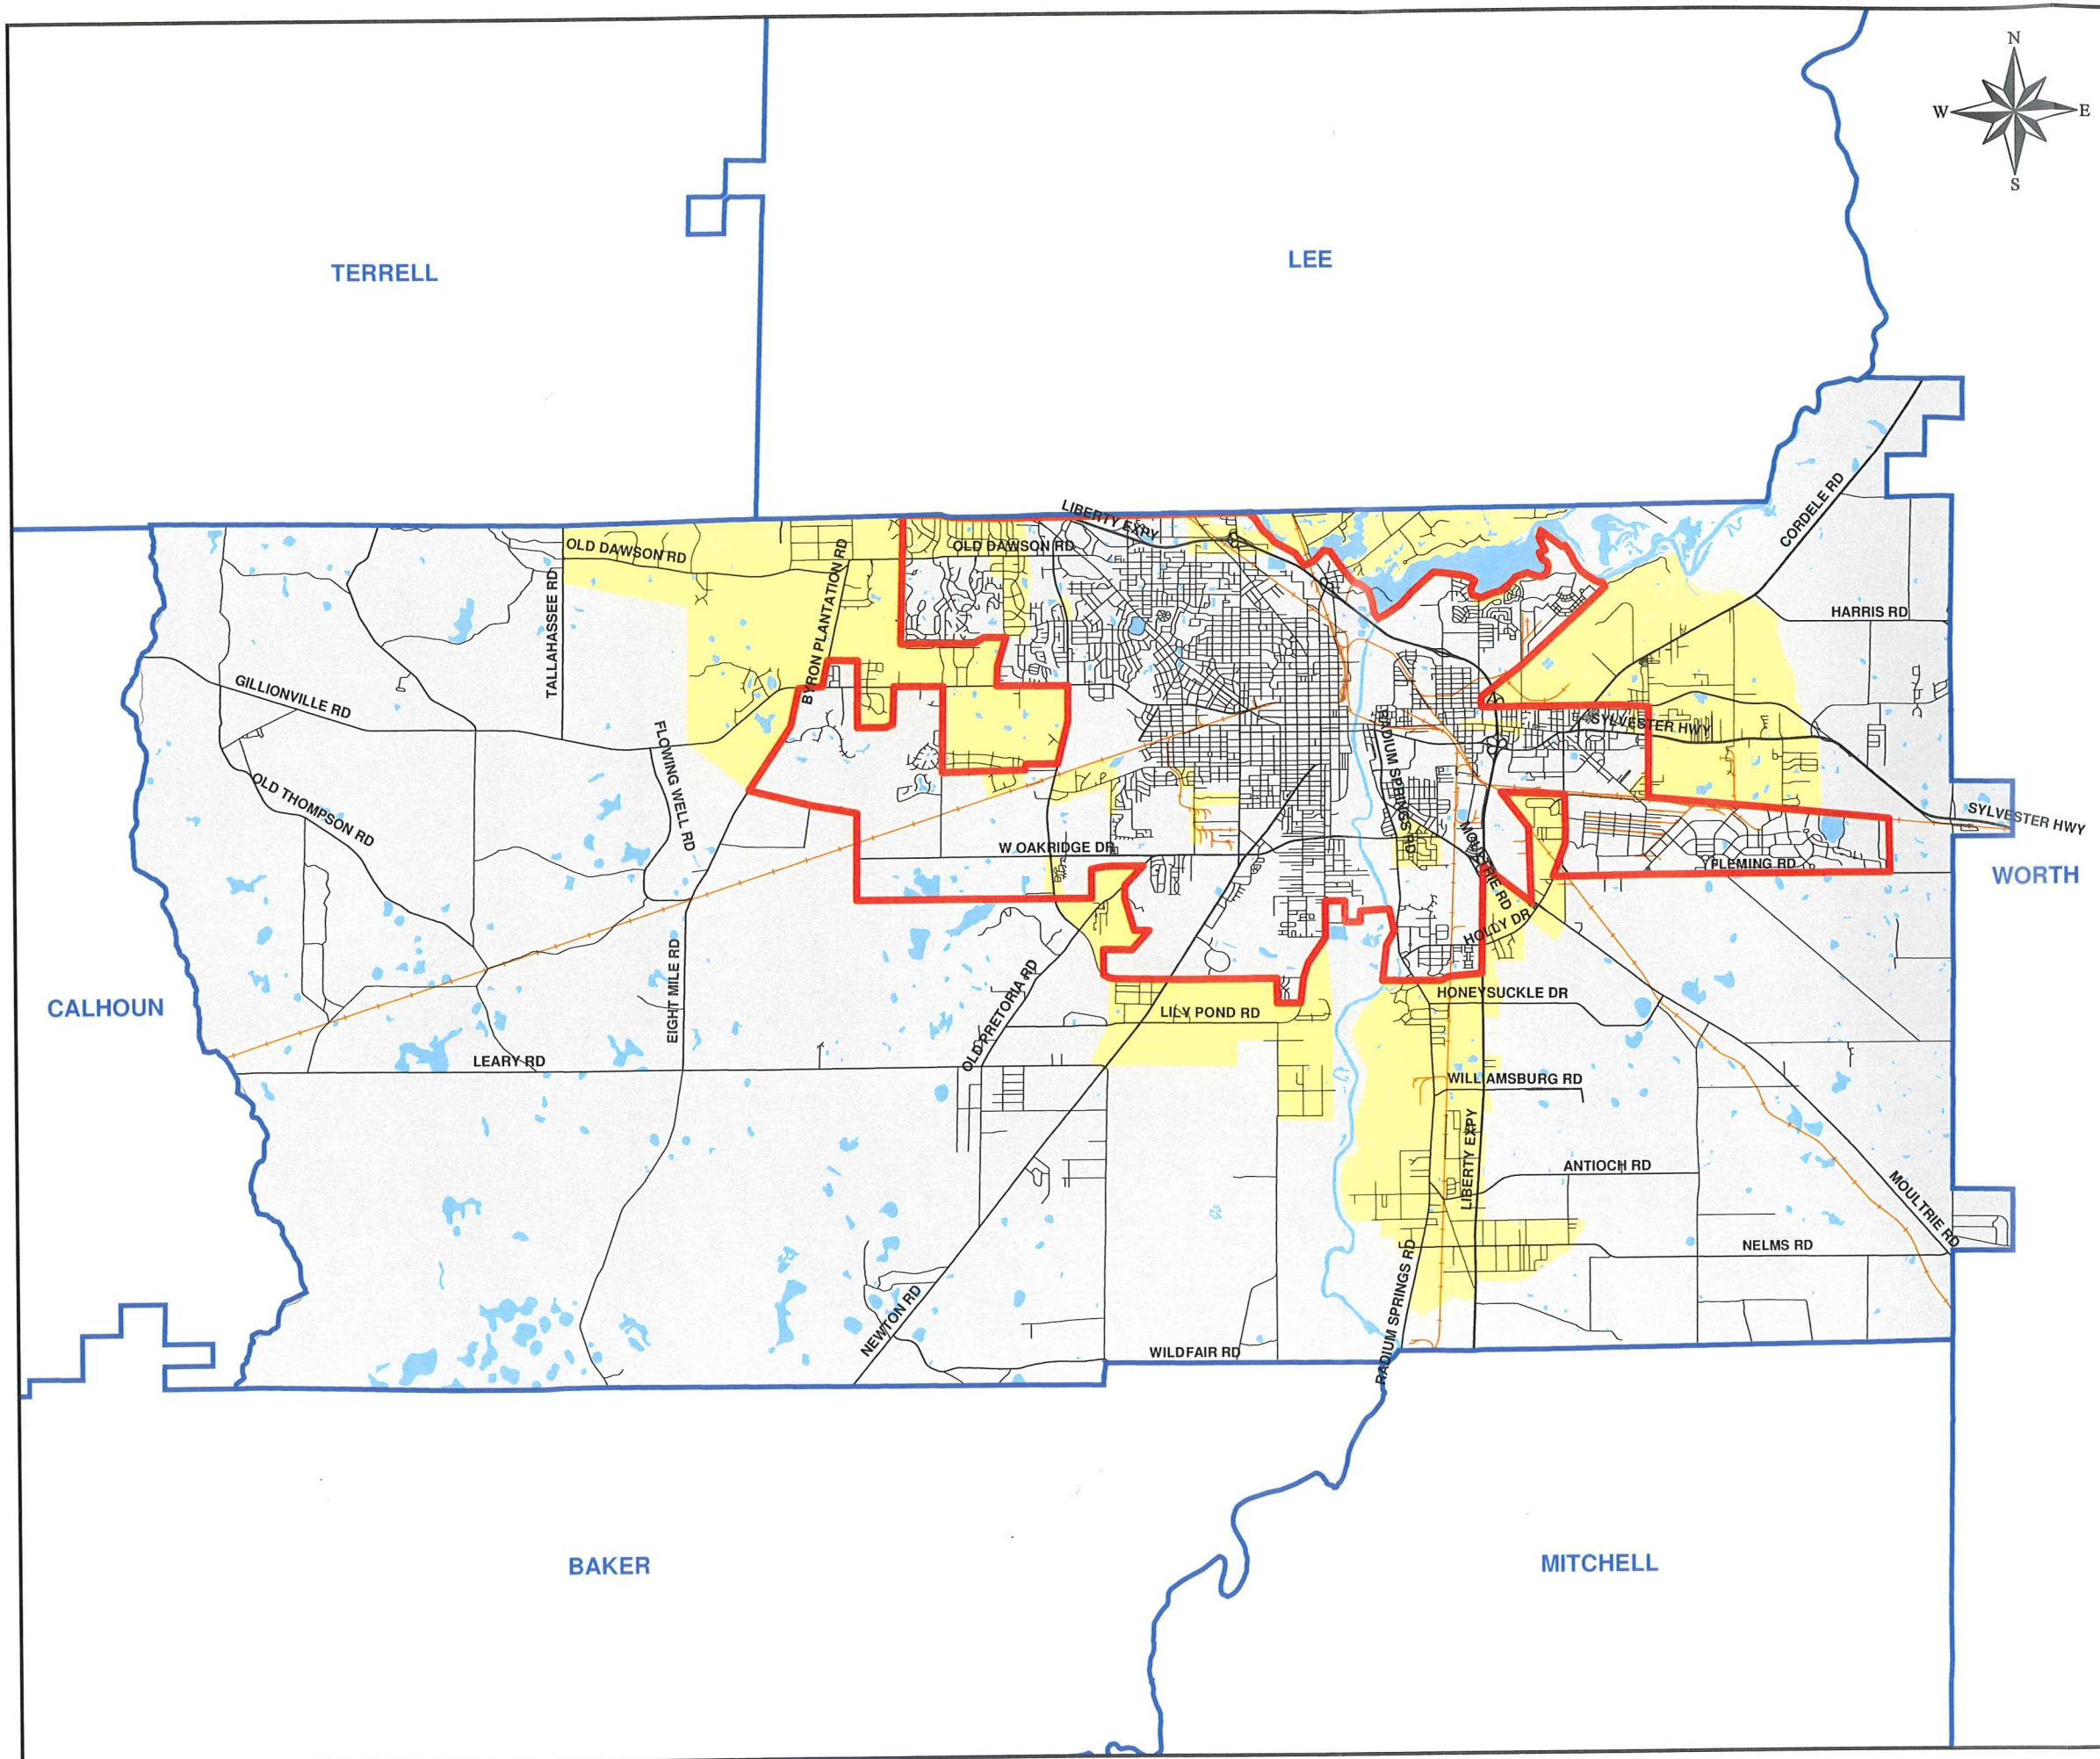 N
W
E
S
TERRELL
LEE
LIBERTY EXPY
CORDELE RD
OLD DAWSON RD
OLD DAWSON RD
TALLAHASSEE RD
BYRON PLANTATION RD
HARRIS RD
GILLIONVILLE RD
FLOWING WELL RD
RADIUM SPRINGS RD
SYLVESTER HWY
OLD THOMPSON RD
SYLVESTER HWY
W OAKRIDGE DR
MOULTRIE RD
FLEMING RD
WORTH
HOLLY DR
EIGHT MILE RD
OLD PRETORIA RD
HONEYSUCKLE DR
CALHOUN
LILY POND RD
LEARY RD
WILLIAMSBURG RD
LIBERTY EXPY
ANTIOCH RD
MOULTRIE RD
NELMS RD
NEWTON RD
RADIUM SPRINGS RD
WILDFAIR RD
BAKER
MITCHELL